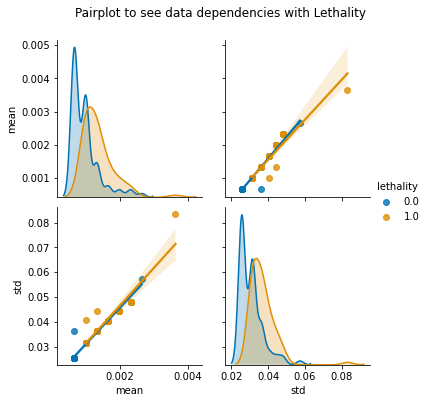 Pairplot to see data dependencies with Lethality
0.005
0.004
0.003
0.002
0.001
mean
lethality
0.0
1.0
0.08
0.07
0.06
0.05
0.04
0.03
std
0.002 0.004
mean
0.02 0.04 0.06 0.08
std